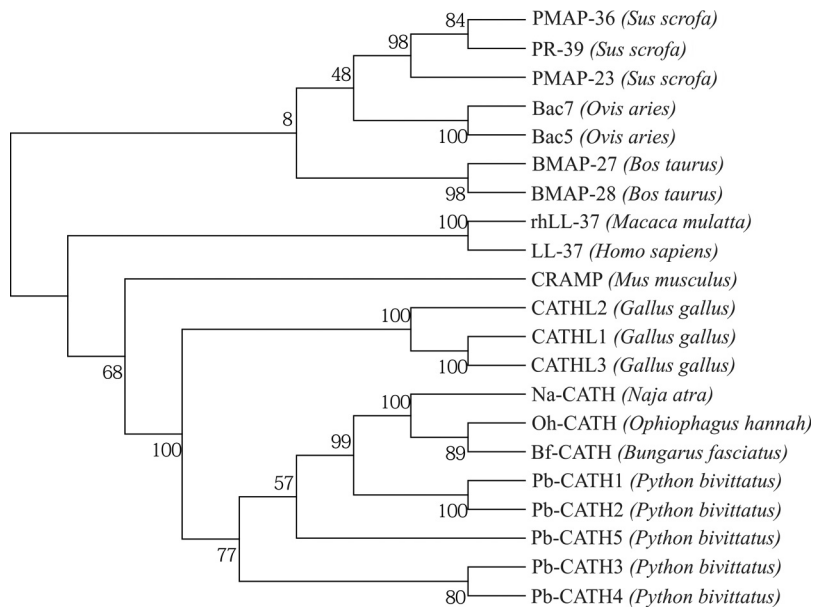 84
PMAP-36 (Sus scrofa)
98
PR-39 (Sus scrofa)
48
PMAP-23 (Sus scrofa)
8
Bac7 (Ovis aries)
100
Bac5 (Ovis aries)
BMAP-27 (Bos taurus)
98
BMAP-28 (Bos taurus)
100
rhLL-37 (Macaca mulatta)
LL-37 (Homo sapiens)
CRAMP (Mus musculus)
100
CATHL2 (Gallus gallus)
CATHL1 (Gallus gallus)
68
100
CATHL3 (Gallus gallus)
100
Na-CATH (Naja atra)
Oh-CATH (Ophiophagus hannah)
100
99
89
Bf-CATH (Bungarus fasciatus)
57
Pb-CATH1 (Python bivittatus)
100
Pb-CATH2 (Python bivittatus)
Pb-CATH5 (Python bivittatus)
77
Pb-CATH3 (Python bivittatus)
80
Pb-CATH4 (Python bivittatus)